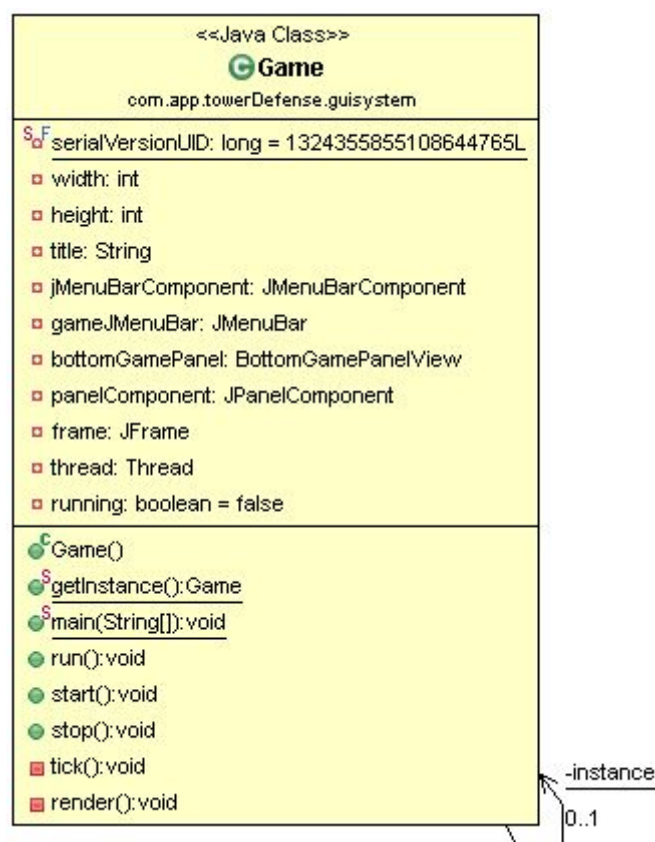 <<Java Class>>
Game
com.app.towerDefense.guisystem
serialVersionUID: long = 1324355855108644765L
width: int
height: int
title: String
jMenuBarComponent: JMenuBarComponent
gameJMenuBar: JMenuBar
bottomGamePanel: BottomGamePanelView
panelComponent: JPanelComponent
frame: JFrame
thread: Thread
running: boolean = false
Game()
getInstance():Game
main(String[]):void
run():void
start():void
stop():void
tick():void
render():void
-instance
0..1